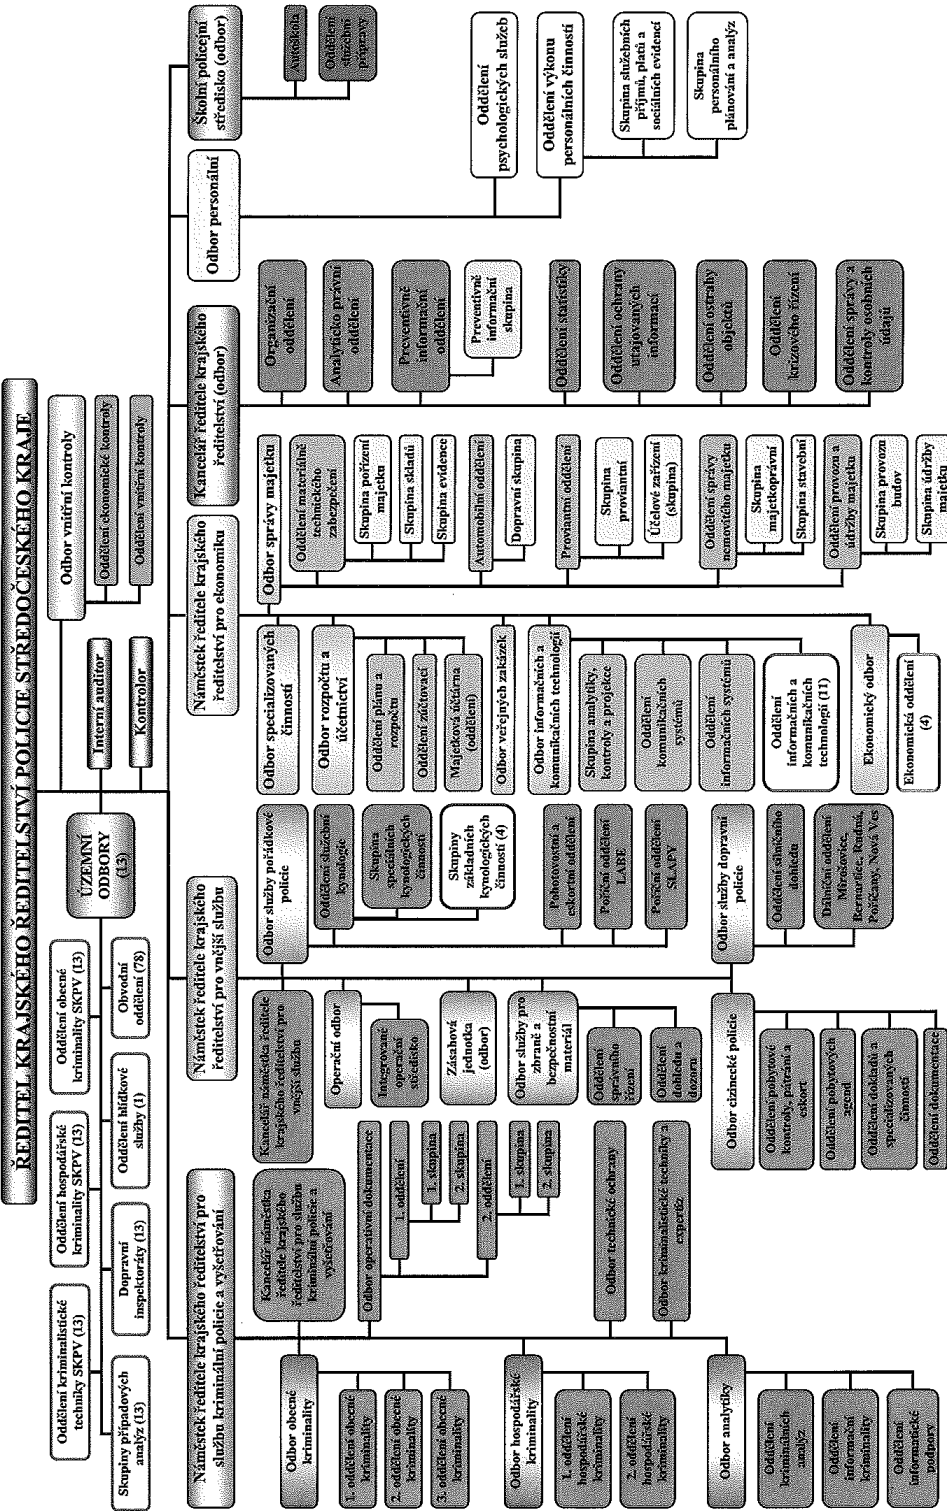 ŘEDITEL KRAJSKÉHO ŘEDITELSTVÍ POLICIE STŘEDOČESKÉHO KRAJE
Oddělení kriminalistické
techniky SKPV (13)
Oddělení hospodářské
kriminality SKPV (13)
Oddělení obecné
kriminality SKPV (13)
Skupiny případových
analýz (13)
Dopravní
inspektoráty (13)
Oddělení hlídkové
služby (1)
Obvodní
oddělení (78)
ÚZEMNÍ
ODBORY
(13)
Interní auditor
Kontrolor
Odbor vnitřní kontroly
Oddělení ekonomické kontroly
Oddělení vnitřní kontroly
Náměstek ředitele krajského ředitelství pro
službu kriminální policie a vyšetřování
Kancelář náměstka
ředitele krajského
ředitelství pro službu
kriminální policie a
vyšetřování
Odbor obecné
kriminality
1. oddělení obecné
kriminality
2. oddělení obecné
kriminality
3. oddělení obecné
kriminality
Odbor operativní dokumentace
1. oddělení
1. skupina
2. skupina
2. oddělení
1. skupina
2. skupina
Odbor hospodářské
kriminality
1. oddělení
hospodářské
kriminality
2. oddělení
hospodářské
kriminality
Odbor technické ochrany
Odbor kriminalistické techniky a
expertiz
Odbor analytiky
Oddělení
kriminálních
analýz
Oddělení
informační
kriminality
Oddělení
informatické
podpory
Náměstek ředitele krajského
ředitelství pro vnější službu
Kancelář náměstka ředitele
krajského ředitelství pro
vnější službu
Operační odbor
Integrované
operační
středisko
Zásahová
jednotka
(odbor)
Odbor služby pro
zbraně a
bezpečnostní
materiál
Oddělení
správního
řízení
Oddělení
dohledu a
dozoru
Odbor cizinecké policie
Oddělení pobytové
kontroly, pátrání a
eskort
Oddělení pobytových
agend
Oddělení dokladů a
specializovaných
činností
Oddělení dokumentace
Odbor služby pořádkové
policie
Oddělení služební
kynologie
Skupina
speciálních
kynologických
činností
Skupiny
základních
kynologických
činností (4)
Pohotovostní a
eskortní oddělení
Poříční oddělení
LABE
Poříční oddělení
SLAPY
Odbor služby dopravní
policie
Oddělení silničního
dohledu
Dálniční oddělení
Mirošovice,
Bernartice, Rudná,
Poříčany, Nová Ves
Náměstek ředitele krajského
ředitelství pro ekonomiku
Odbor specializovaných
činností
Odbor rozpočtu a
účetnictví
Oddělení plánu a
rozpočtu
Oddělení zúčtovací
Majetková účtárna
(oddělení)
Odbor veřejných zakázek
Odbor informačních a
komunikačních technologií
Skupina analytiky,
kontroly a projekce
Oddělení
komunikačních
systémů
Oddělení
informačních systémů
Oddělení
informačních a
komunikačních
technologií (11)
Ekonomický odbor
Ekonomická oddělení
(4)
Odbor správy majetku
Oddělení materiálně
technického
zabezpečení
Skupina pořízení
majetku
Skupina skladů
Skupina evidence
Automobilní oddělení
Dopravní skupina
Proviantní oddělení
Skupina
proviantní
Účelové zařízení
(skupina)
Oddělení správy
nemovitého majetku
Skupina
majetkoprávní
Skupina stavební
Oddělení provozu a
údržby majetku
Skupina provozu
budov
Skupina údržby
majetku
Kancelář ředitele krajského
ředitelství (odbor)
Organizační
oddělení
Analyticko právní
oddělení
Preventivně
informační
oddělení
Preventivně
informační
skupina
Oddělení statistiky
Oddělení ochrany
utajovaných
informací
Oddělení ostrahy
objektů
Oddělení
krizového řízení
Oddělení správy a
kontroly osobních
údajů
Odbor personální
Oddělení
psychologických služeb
Oddělení výkonu
personálních činností
Skupina služebních
příjmů, platů a
sociálních evidencí
Skupina
personálního
plánování a analýz
Školní policejní
středisko (odbor)
Autoškola
Oddělení
služební
přípravy